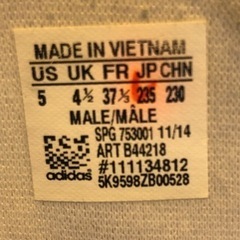 MADE IN VIETNAM
US UK FR JP CHN
5 4½ 37⅓ 235 230
MALE/MÂLE
SPG 753001 11/14
ART B44218
#111134812
adidas 5K9598ZB00528